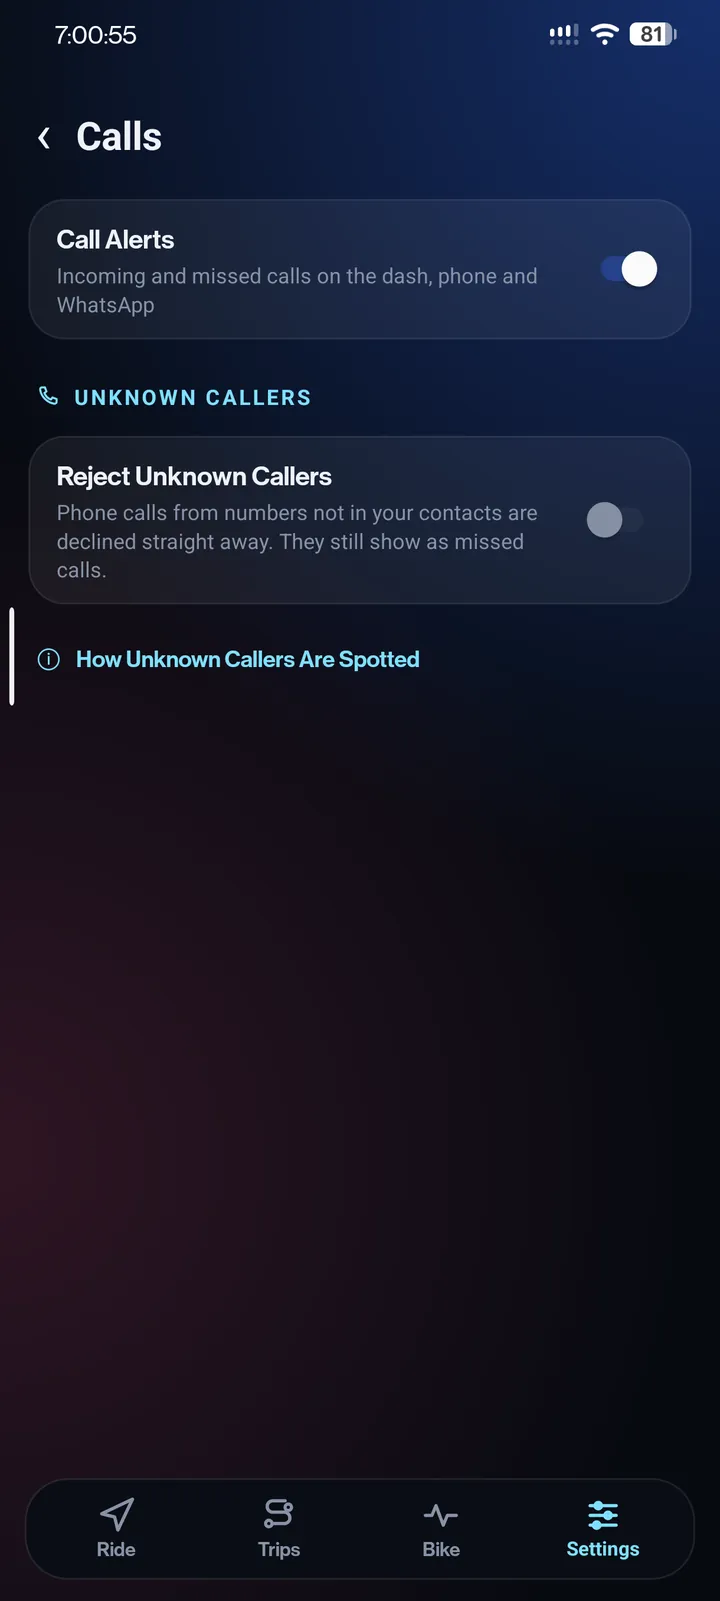 7:00:55
81
Calls
Call Alerts
Incoming and missed calls on the dash, phone and
WhatsApp
UNKNOWN CALLERS
Reject Unknown Callers
Phone calls from numbers not in your contacts are
declined straight away. They still show as missed
calls.
How Unknown Callers Are Spotted
Ride
Trips
Bike
Settings